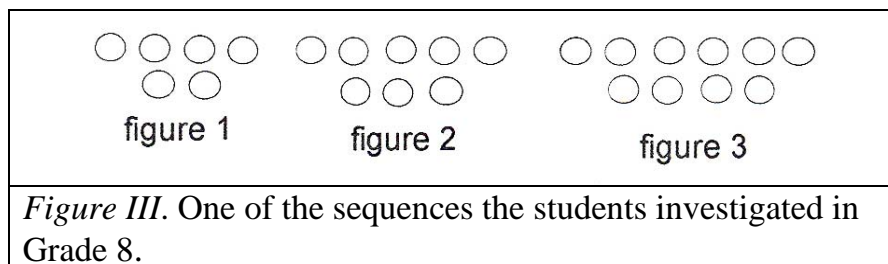 figure 1 figure 2 figure 3
Figure III. One of the sequences the students investigated in
Grade 8.